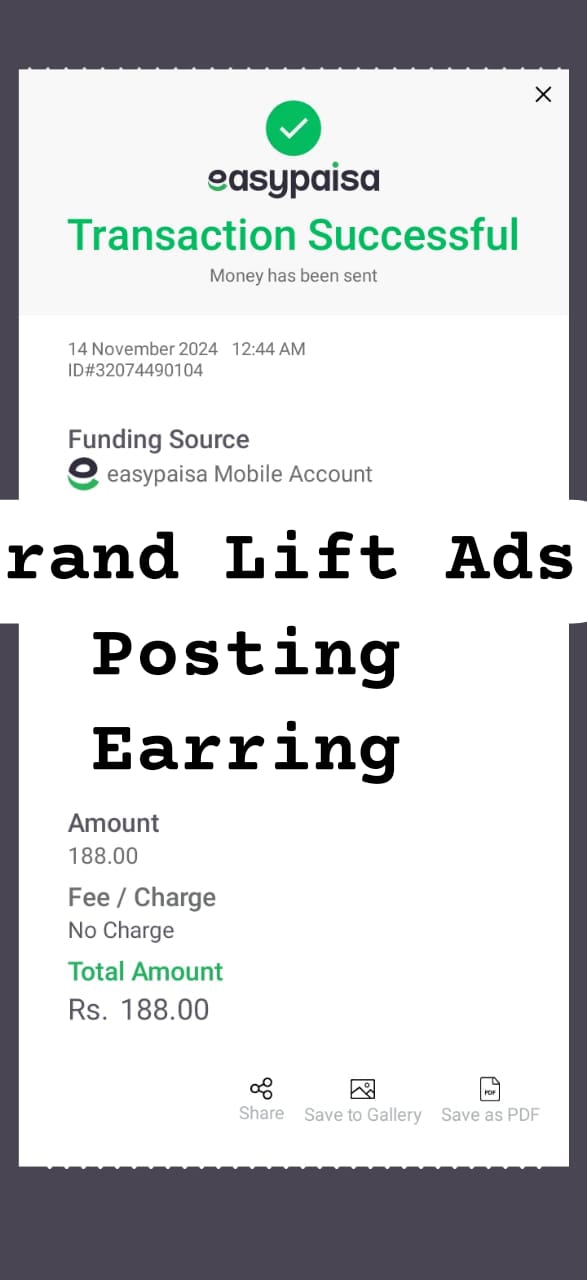 easypaisa
Transaction Successful
Money has been sent
14 November 2024 12:44 AM
ID#32074490104
Funding Source
easypaisa Mobile Account
rand Lift Ads
Posting
Earring
Amount
188.00
Fee / Charge
No Charge
Total Amount
Rs. 188.00
Share Save to Gallery Save as PDF